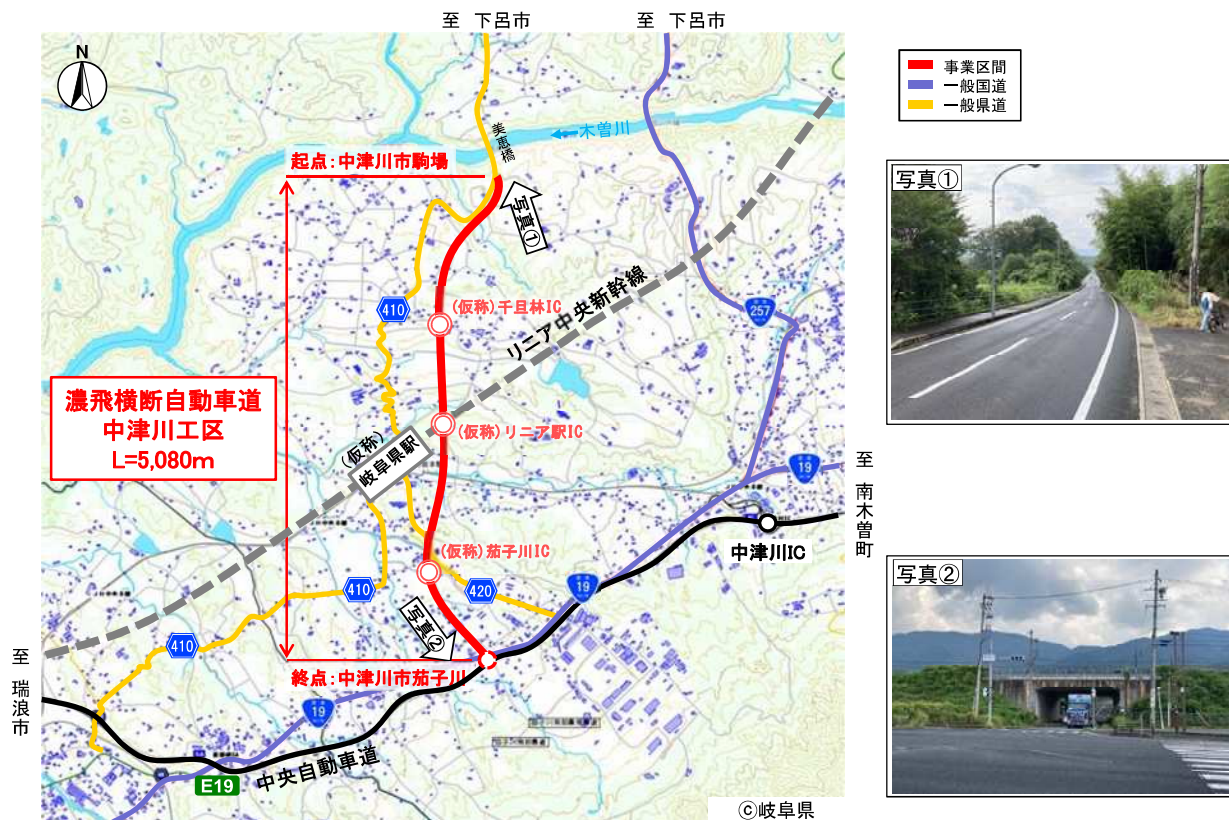 至 下呂市
至 下呂市
N
事業区間
一般国道
一般県道
美恵橋
←木曽川
起点:中津川市駒場
写真①
写真①
410
(仮称)千旦林IC
リニア中央新幹線
257
濃飛横断自動車道
中津川工区
L=5,080m
(仮称)リニア駅IC
(仮称)
岐阜県駅
19
至 南木曽町
中津川IC
(仮称)茄子川IC
410
420
19
写真②
写真②
410
至 瑞浪市
終点:中津川市茄子川
19
中央自動車道
E19
©岐阜県